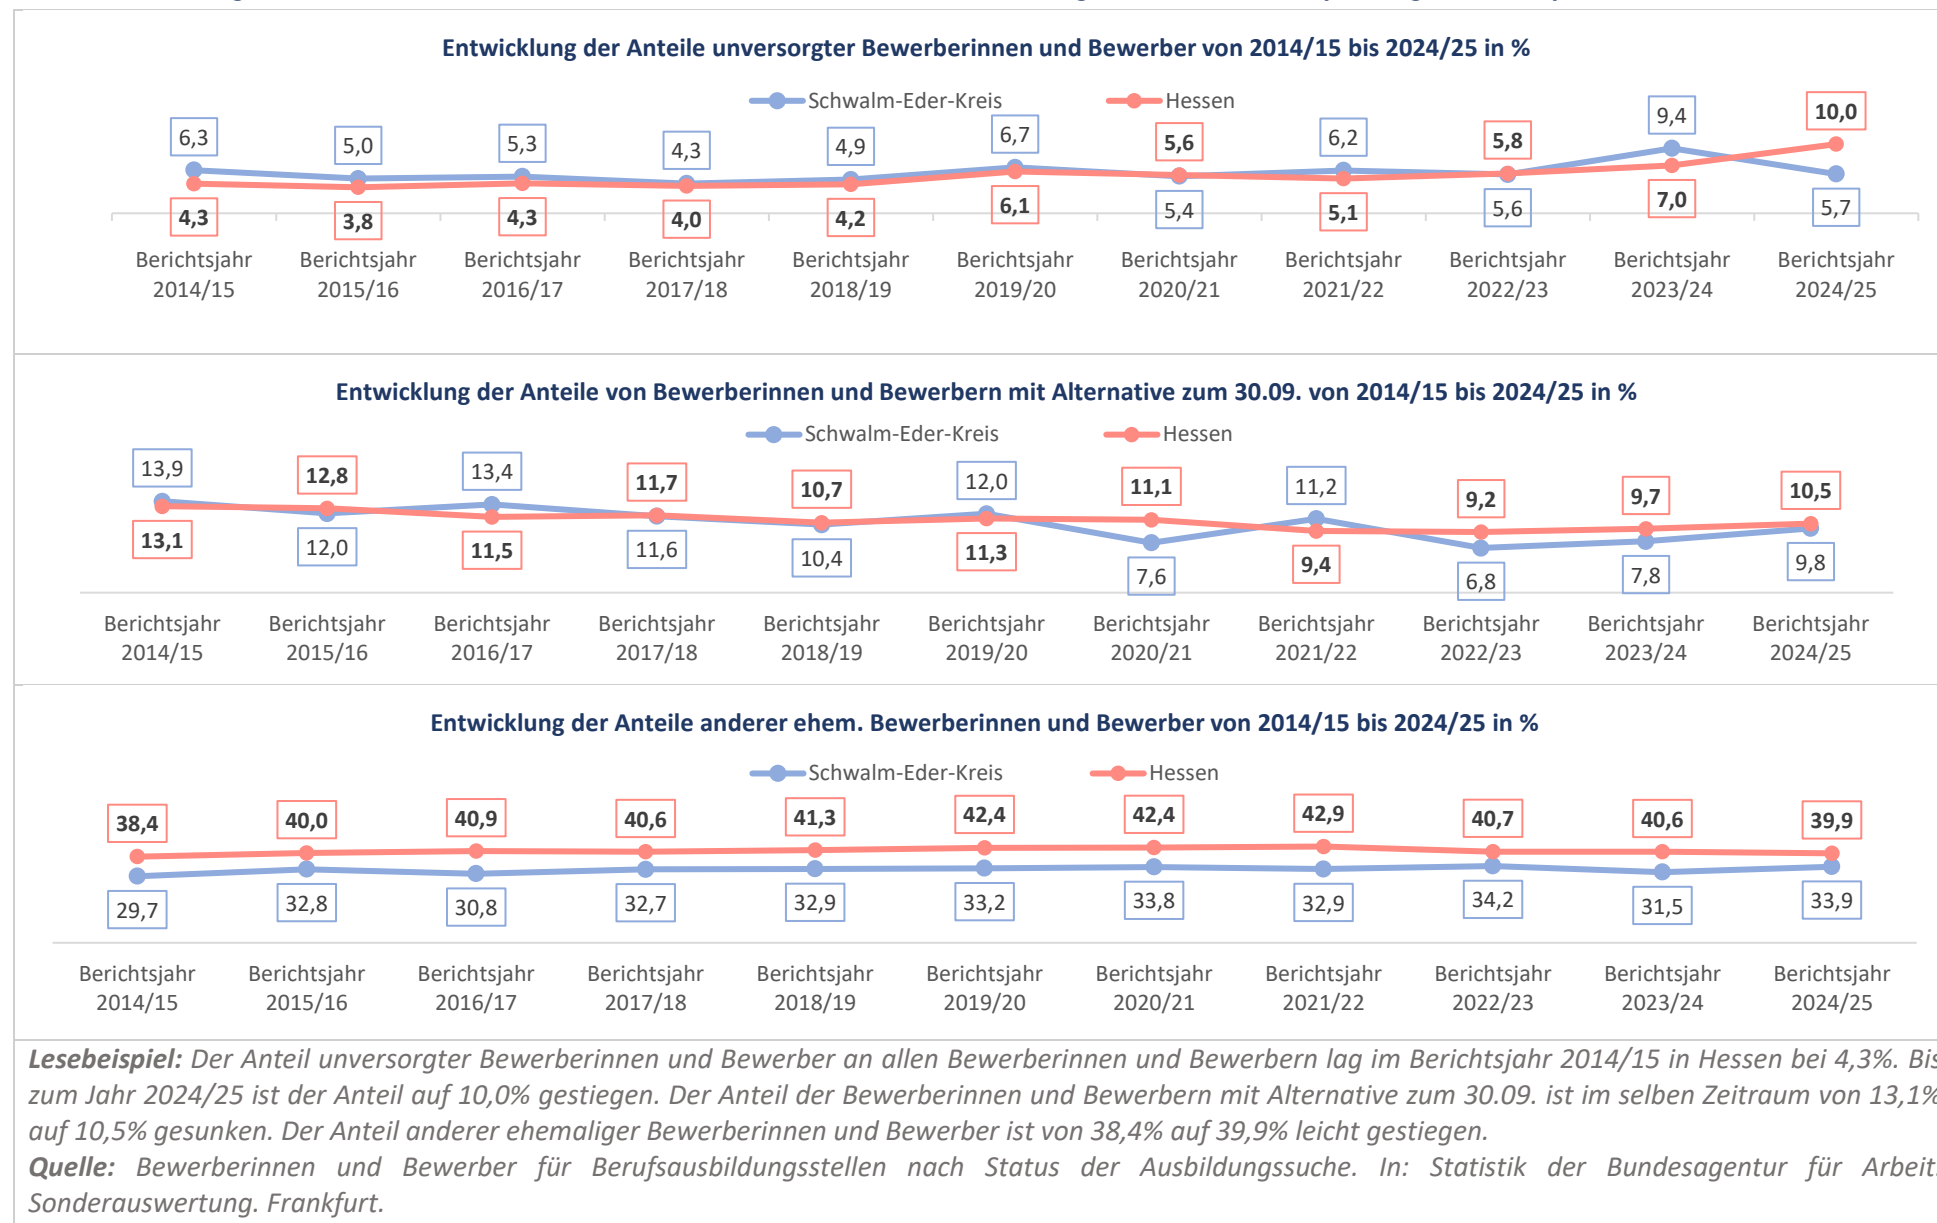 Entwicklung der Anteile unversorgter Bewerberinnen und Bewerber von 2014/15 bis 2024/25 in %
Schwalm-Eder-Kreis Hessen
6,3 5,0 5,3 4,3 4,9 6,7 5,6 6,2 5,8 9,4 10,0
4,3 3,8 4,3 4,0 4,2 6,1 5,4 5,1 5,6 7,0 5,7
Berichtsjahr Berichtsjahr Berichtsjahr Berichtsjahr Berichtsjahr Berichtsjahr Berichtsjahr Berichtsjahr Berichtsjahr Berichtsjahr Berichtsjahr
2014/15 2015/16 2016/17 2017/18 2018/19 2019/20 2020/21 2021/22 2022/23 2023/24 2024/25
Entwicklung der Anteile von Bewerberinnen und Bewerbern mit Alternative zum 30.09. von 2014/15 bis 2024/25 in %
Schwalm-Eder-Kreis Hessen
13,9 12,8 13,4 11,7 10,7 12,0 11,1 11,2 9,2 9,7 10,5
13,1 12,0 11,5 11,6 10,4 11,3 7,6 9,4 6,8 7,8 9,8
Berichtsjahr Berichtsjahr Berichtsjahr Berichtsjahr Berichtsjahr Berichtsjahr Berichtsjahr Berichtsjahr Berichtsjahr Berichtsjahr Berichtsjahr
2014/15 2015/16 2016/17 2017/18 2018/19 2019/20 2020/21 2021/22 2022/23 2023/24 2024/25
Entwicklung der Anteile anderer ehem. Bewerberinnen und Bewerber von 2014/15 bis 2024/25 in %
Schwalm-Eder-Kreis Hessen
38,4 40,0 40,9 40,6 41,3 42,4 42,4 42,9 40,7 40,6 39,9
29,7 32,8 30,8 32,7 32,9 33,2 33,8 32,9 34,2 31,5 33,9
Berichtsjahr Berichtsjahr Berichtsjahr Berichtsjahr Berichtsjahr Berichtsjahr Berichtsjahr Berichtsjahr Berichtsjahr Berichtsjahr Berichtsjahr
2014/15 2015/16 2016/17 2017/18 2018/19 2019/20 2020/21 2021/22 2022/23 2023/24 2024/25
Lesebeispiel: Der Anteil unversorgter Bewerberinnen und Bewerber an allen Bewerberinnen und Bewerbern lag im Berichtsjahr 2014/15 in Hessen bei 4,3%. Bis
zum Jahr 2024/25 ist der Anteil auf 10,0% gestiegen. Der Anteil der Bewerberinnen und Bewerbern mit Alternative zum 30.09. ist im selben Zeitraum von 13,1%
auf 10,5% gesunken. Der Anteil anderer ehemaliger Bewerberinnen und Bewerber ist von 38,4% auf 39,9% leicht gestiegen.
Quelle: Bewerberinnen und Bewerber für Berufsausbildungsstellen nach Status der Ausbildungssuche. In: Statistik der Bundesagentur für Arbeit.
Sonderauswertung. Frankfurt.